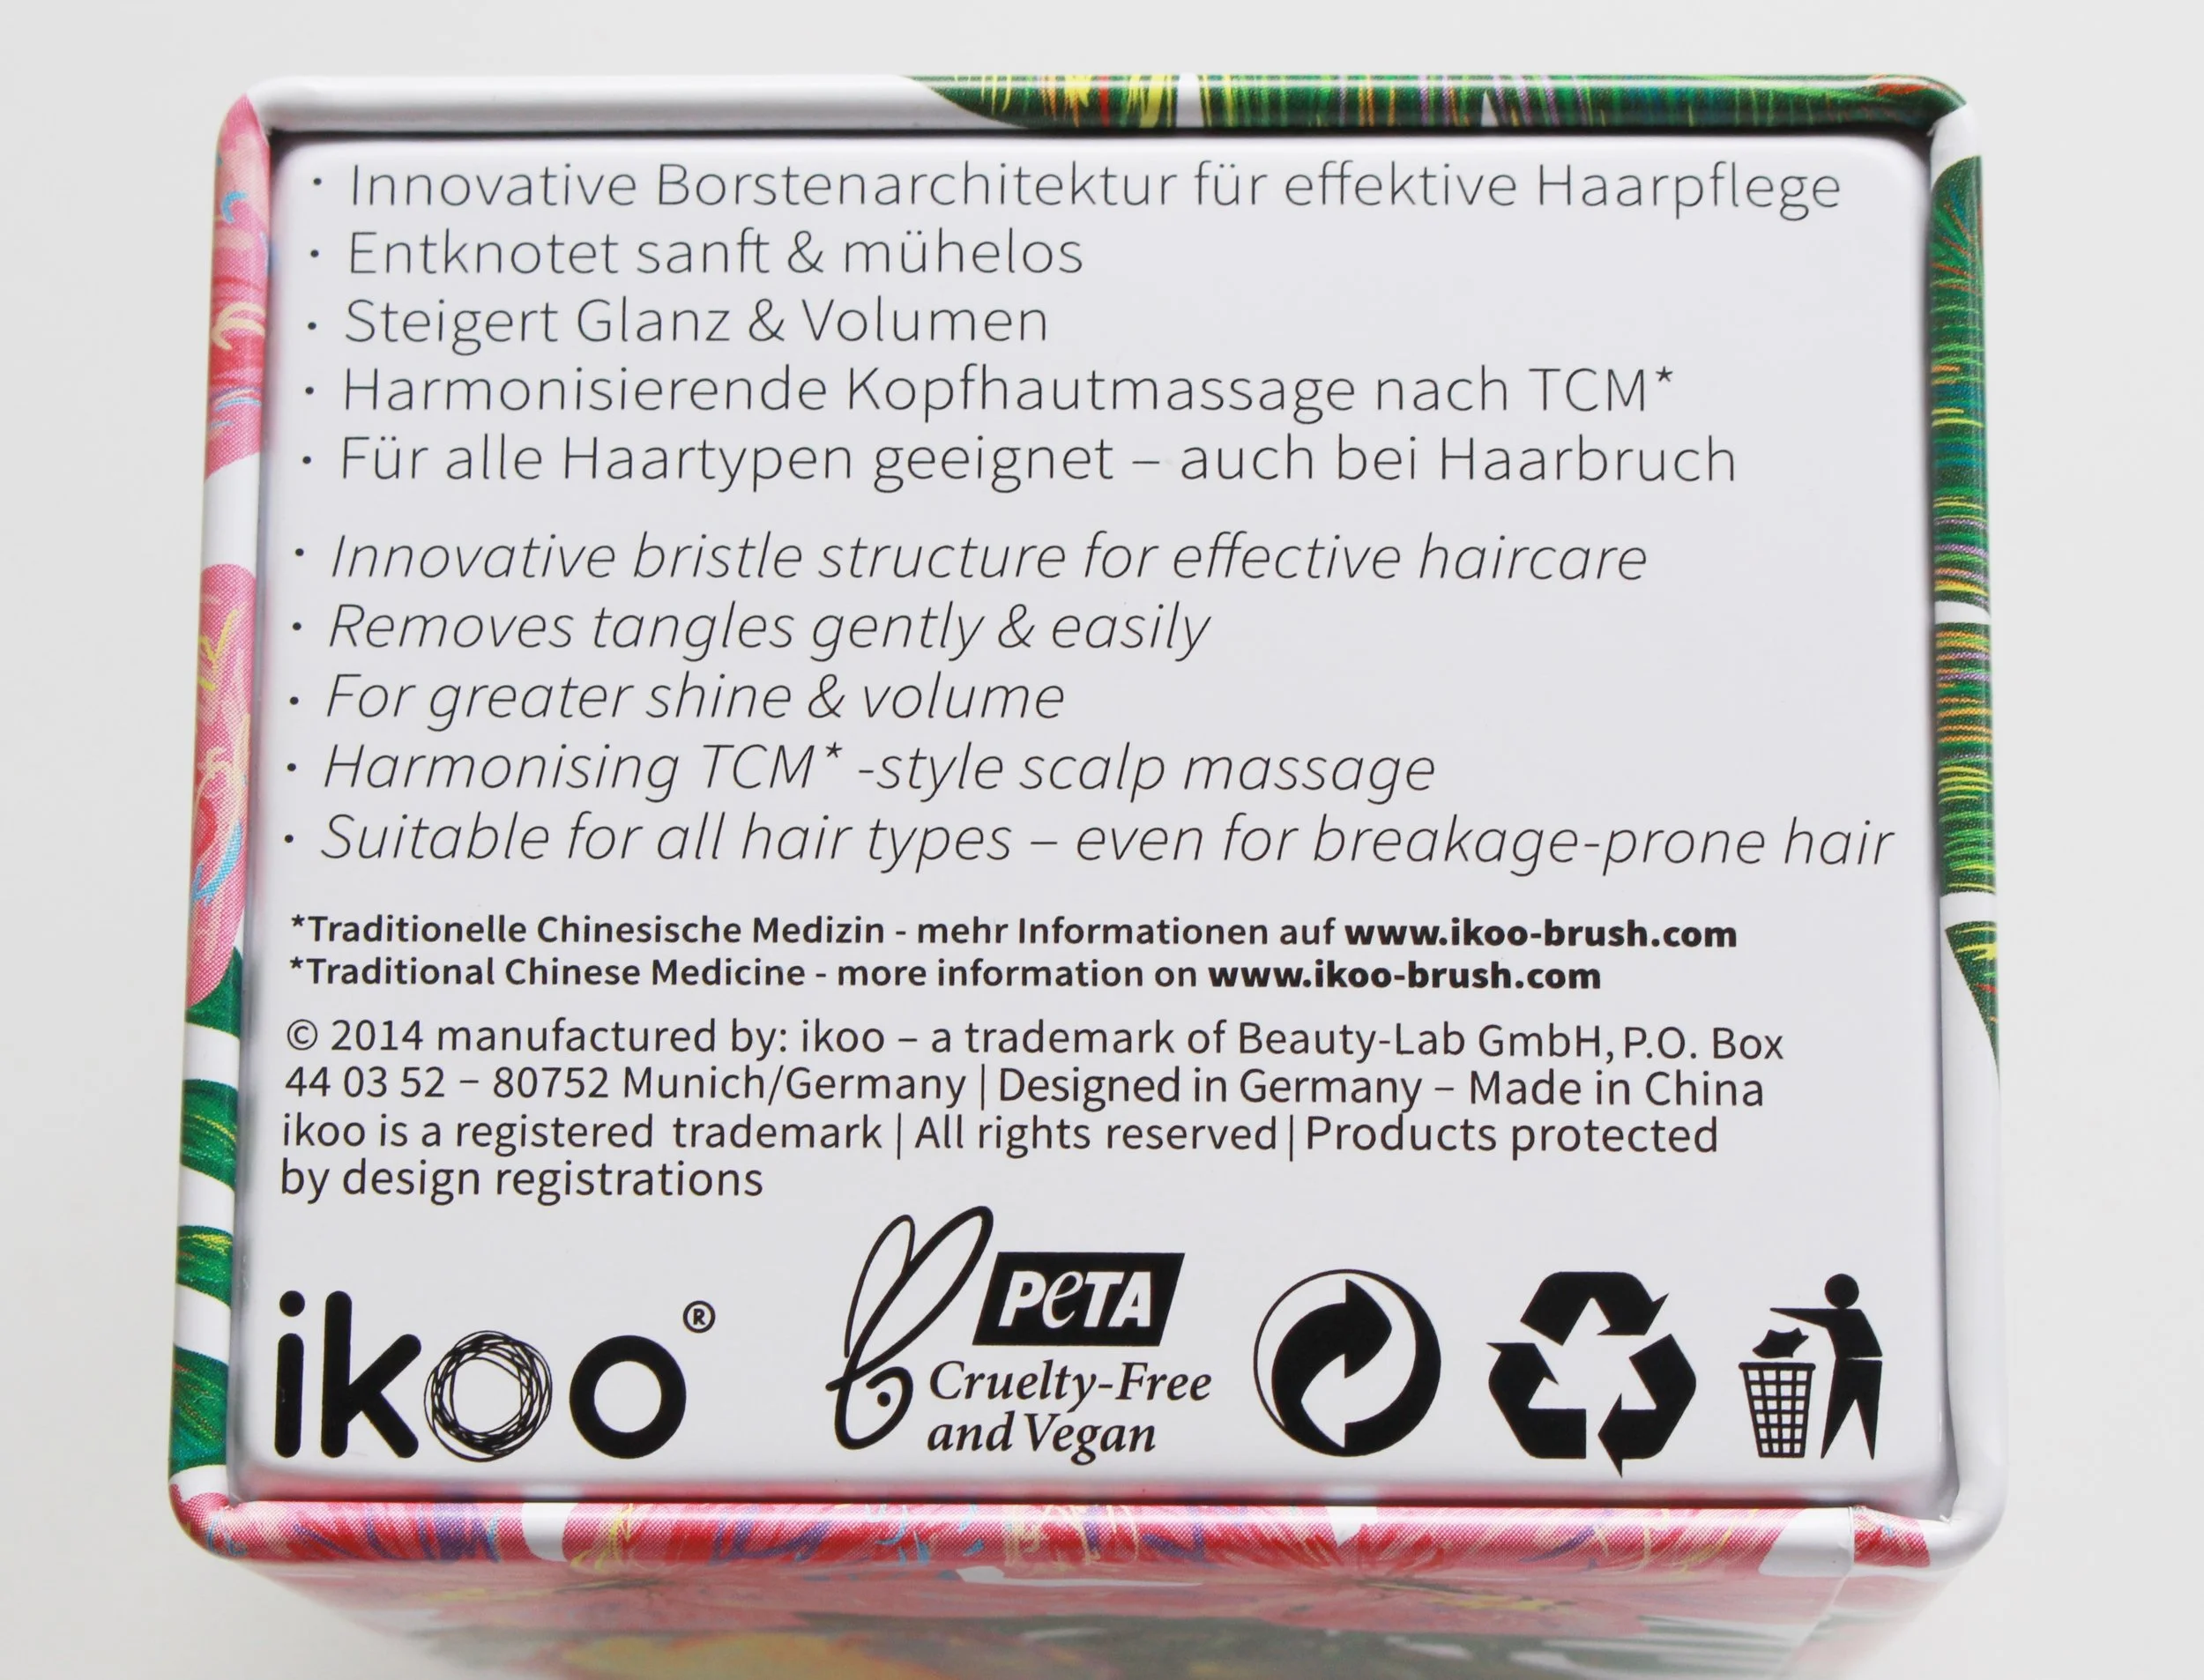 · Innovative Borstenarchitektur für effektive Haarpflege
· Entknotet sanft & mühelos
· Steigert Glanz & Volumen
· Harmonisierende Kopfhautmassage nach TCM*
· Für alle Haartypen geeignet – auch bei Haarbruch
· Innovative bristle structure for effective haircare
· Removes tangles gently & easily
· For greater shine & volume
· Harmonising TCM* -style scalp massage
· Suitable for all hair types – even for breakage-prone hair
*Traditionelle Chinesische Medizin - mehr Informationen auf www.ikoo-brush.com
*Traditional Chinese Medicine - more information on www.ikoo-brush.com
© 2014 manufactured by: ikoo – a trademark of Beauty-Lab GmbH, P.O. Box
44 03 52 – 80752 Munich/Germany | Designed in Germany – Made in China
ikoo is a registered trademark | All rights reserved | Products protected
by design registrations
ikoo®
PETA
Cruelty-Free
and Vegan